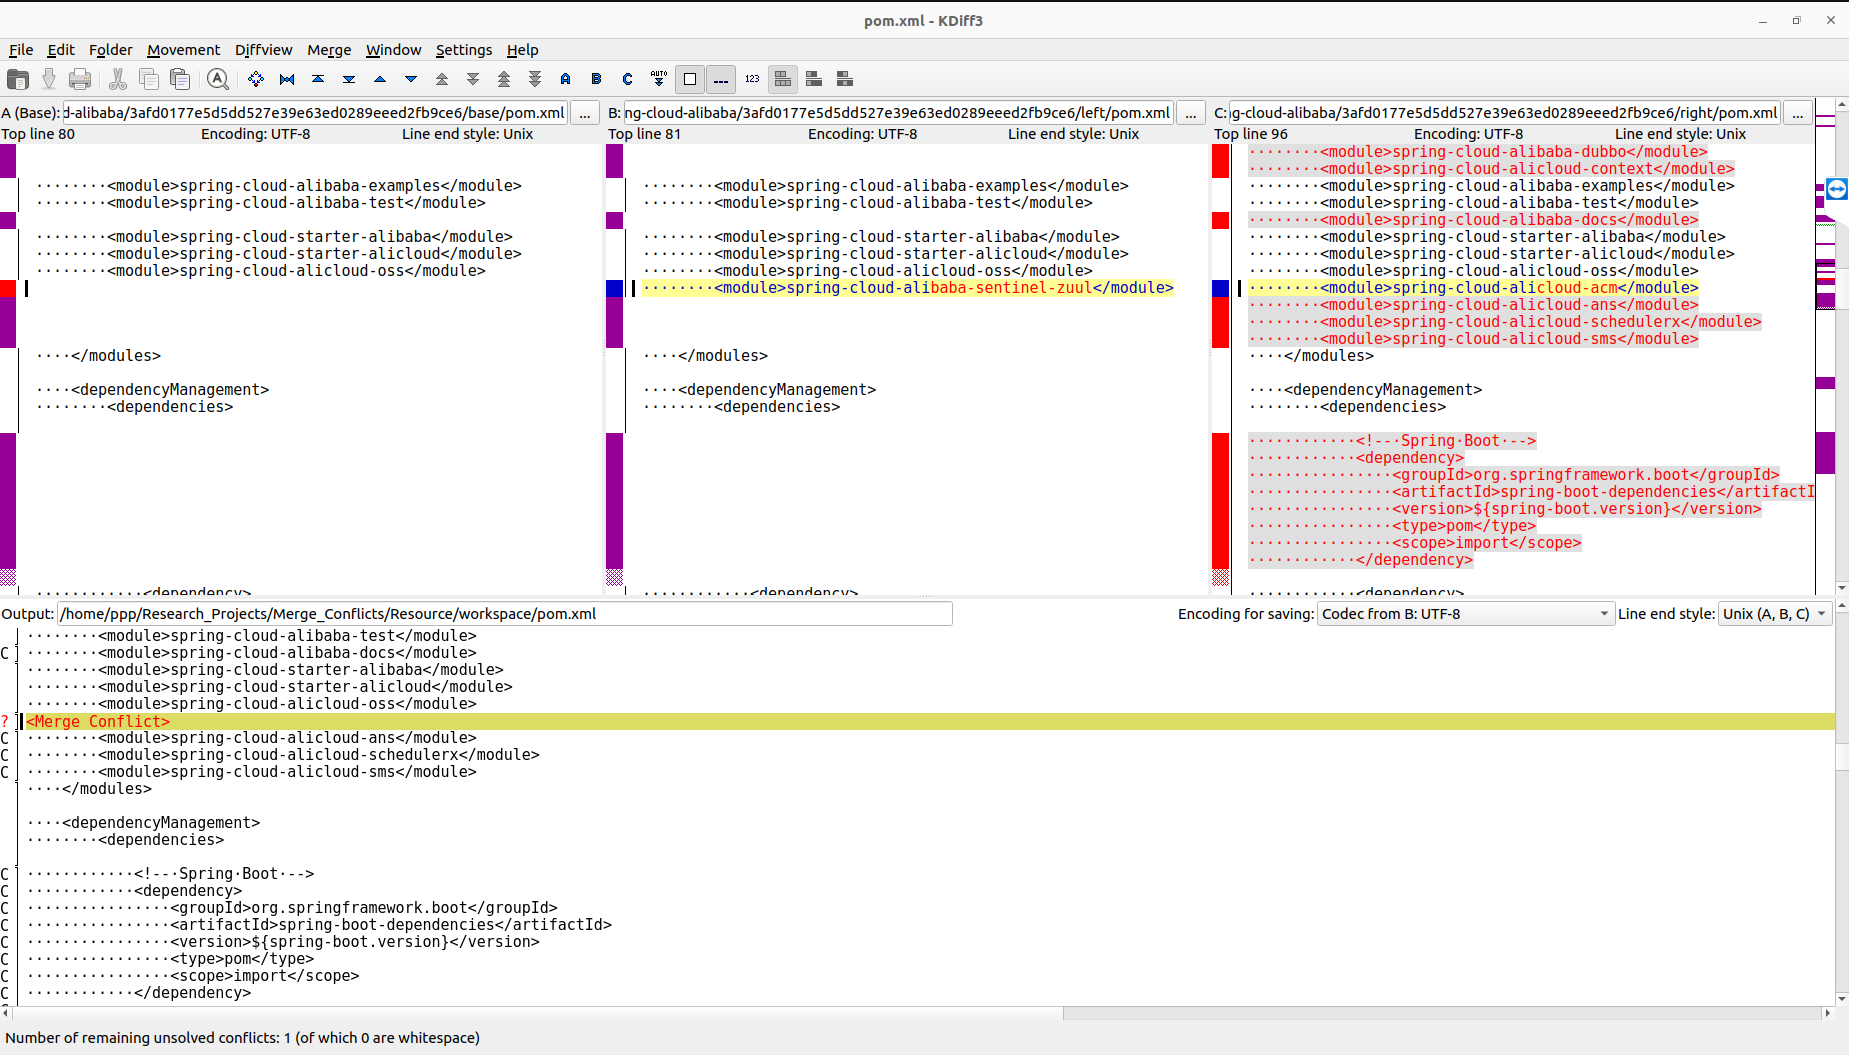 pom.xml - KDiff3
File Edit Folder Movement Diffview Merge Window Settings Help
A B C AUTO 123
A (Base): d-alibaba/3afd0177e5d5dd527e39e63ed0289eeed2fb9ce6/base/pom.xml ...
Top line 80 Encoding: UTF-8 Line end style: Unix
········<module>spring-cloud-alibaba-examples</module>
········<module>spring-cloud-alibaba-test</module>
········<module>spring-cloud-starter-alibaba</module>
········<module>spring-cloud-starter-alicloud</module>
········<module>spring-cloud-alicloud-oss</module>
····</modules>
····<dependencyManagement>
········<dependencies>
············<dependency>
B: ng-cloud-alibaba/3afd0177e5d5dd527e39e63ed0289eeed2fb9ce6/left/pom.xml ...
Top line 81 Encoding: UTF-8 Line end style: Unix
········<module>spring-cloud-alibaba-examples</module>
········<module>spring-cloud-alibaba-test</module>
········<module>spring-cloud-starter-alibaba</module>
········<module>spring-cloud-starter-alicloud</module>
········<module>spring-cloud-alicloud-oss</module>
········<module>spring-cloud-alibaba-sentinel-zuul</module>
····</modules>
····<dependencyManagement>
········<dependencies>
············<dependency>
C: g-cloud-alibaba/3afd0177e5d5dd527e39e63ed0289eeed2fb9ce6/right/pom.xml ...
Top line 96 Encoding: UTF-8 Line end style: Unix
········<module>spring-cloud-alibaba-dubbo</module>
········<module>spring-cloud-alicloud-context</module>
········<module>spring-cloud-alibaba-examples</module>
········<module>spring-cloud-alibaba-test</module>
········<module>spring-cloud-alibaba-docs</module>
········<module>spring-cloud-starter-alibaba</module>
········<module>spring-cloud-starter-alicloud</module>
········<module>spring-cloud-alicloud-oss</module>
········<module>spring-cloud-alicloud-acm</module>
········<module>spring-cloud-alicloud-ans</module>
········<module>spring-cloud-alicloud-schedulerx</module>
········<module>spring-cloud-alicloud-sms</module>
····</modules>
····<dependencyManagement>
········<dependencies>
············<!--·Spring·Boot·-->
············<dependency>
················<groupId>org.springframework.boot</groupId>
················<artifactId>spring-boot-dependencies</artifactI
················<version>${spring-boot.version}</version>
················<type>pom</type>
················<scope>import</scope>
············</dependency>
············<dependency>
Output: /home/ppp/Research_Projects/Merge_Conflicts/Resource/workspace/pom.xml Encoding for saving: Codec from B: UTF-8 Line end style: Unix (A, B, C)
········<module>spring-cloud-alibaba-test</module>
C ········<module>spring-cloud-alibaba-docs</module>
········<module>spring-cloud-starter-alibaba</module>
········<module>spring-cloud-starter-alicloud</module>
········<module>spring-cloud-alicloud-oss</module>
? <Merge Conflict>
C ········<module>spring-cloud-alicloud-ans</module>
C ········<module>spring-cloud-alicloud-schedulerx</module>
C ········<module>spring-cloud-alicloud-sms</module>
····</modules>
····<dependencyManagement>
········<dependencies>
C ············<!--·Spring·Boot·-->
C ············<dependency>
C ················<groupId>org.springframework.boot</groupId>
C ················<artifactId>spring-boot-dependencies</artifactId>
C ················<version>${spring-boot.version}</version>
C ················<type>pom</type>
C ················<scope>import</scope>
C ············</dependency>
Number of remaining unsolved conflicts: 1 (of which 0 are whitespace)